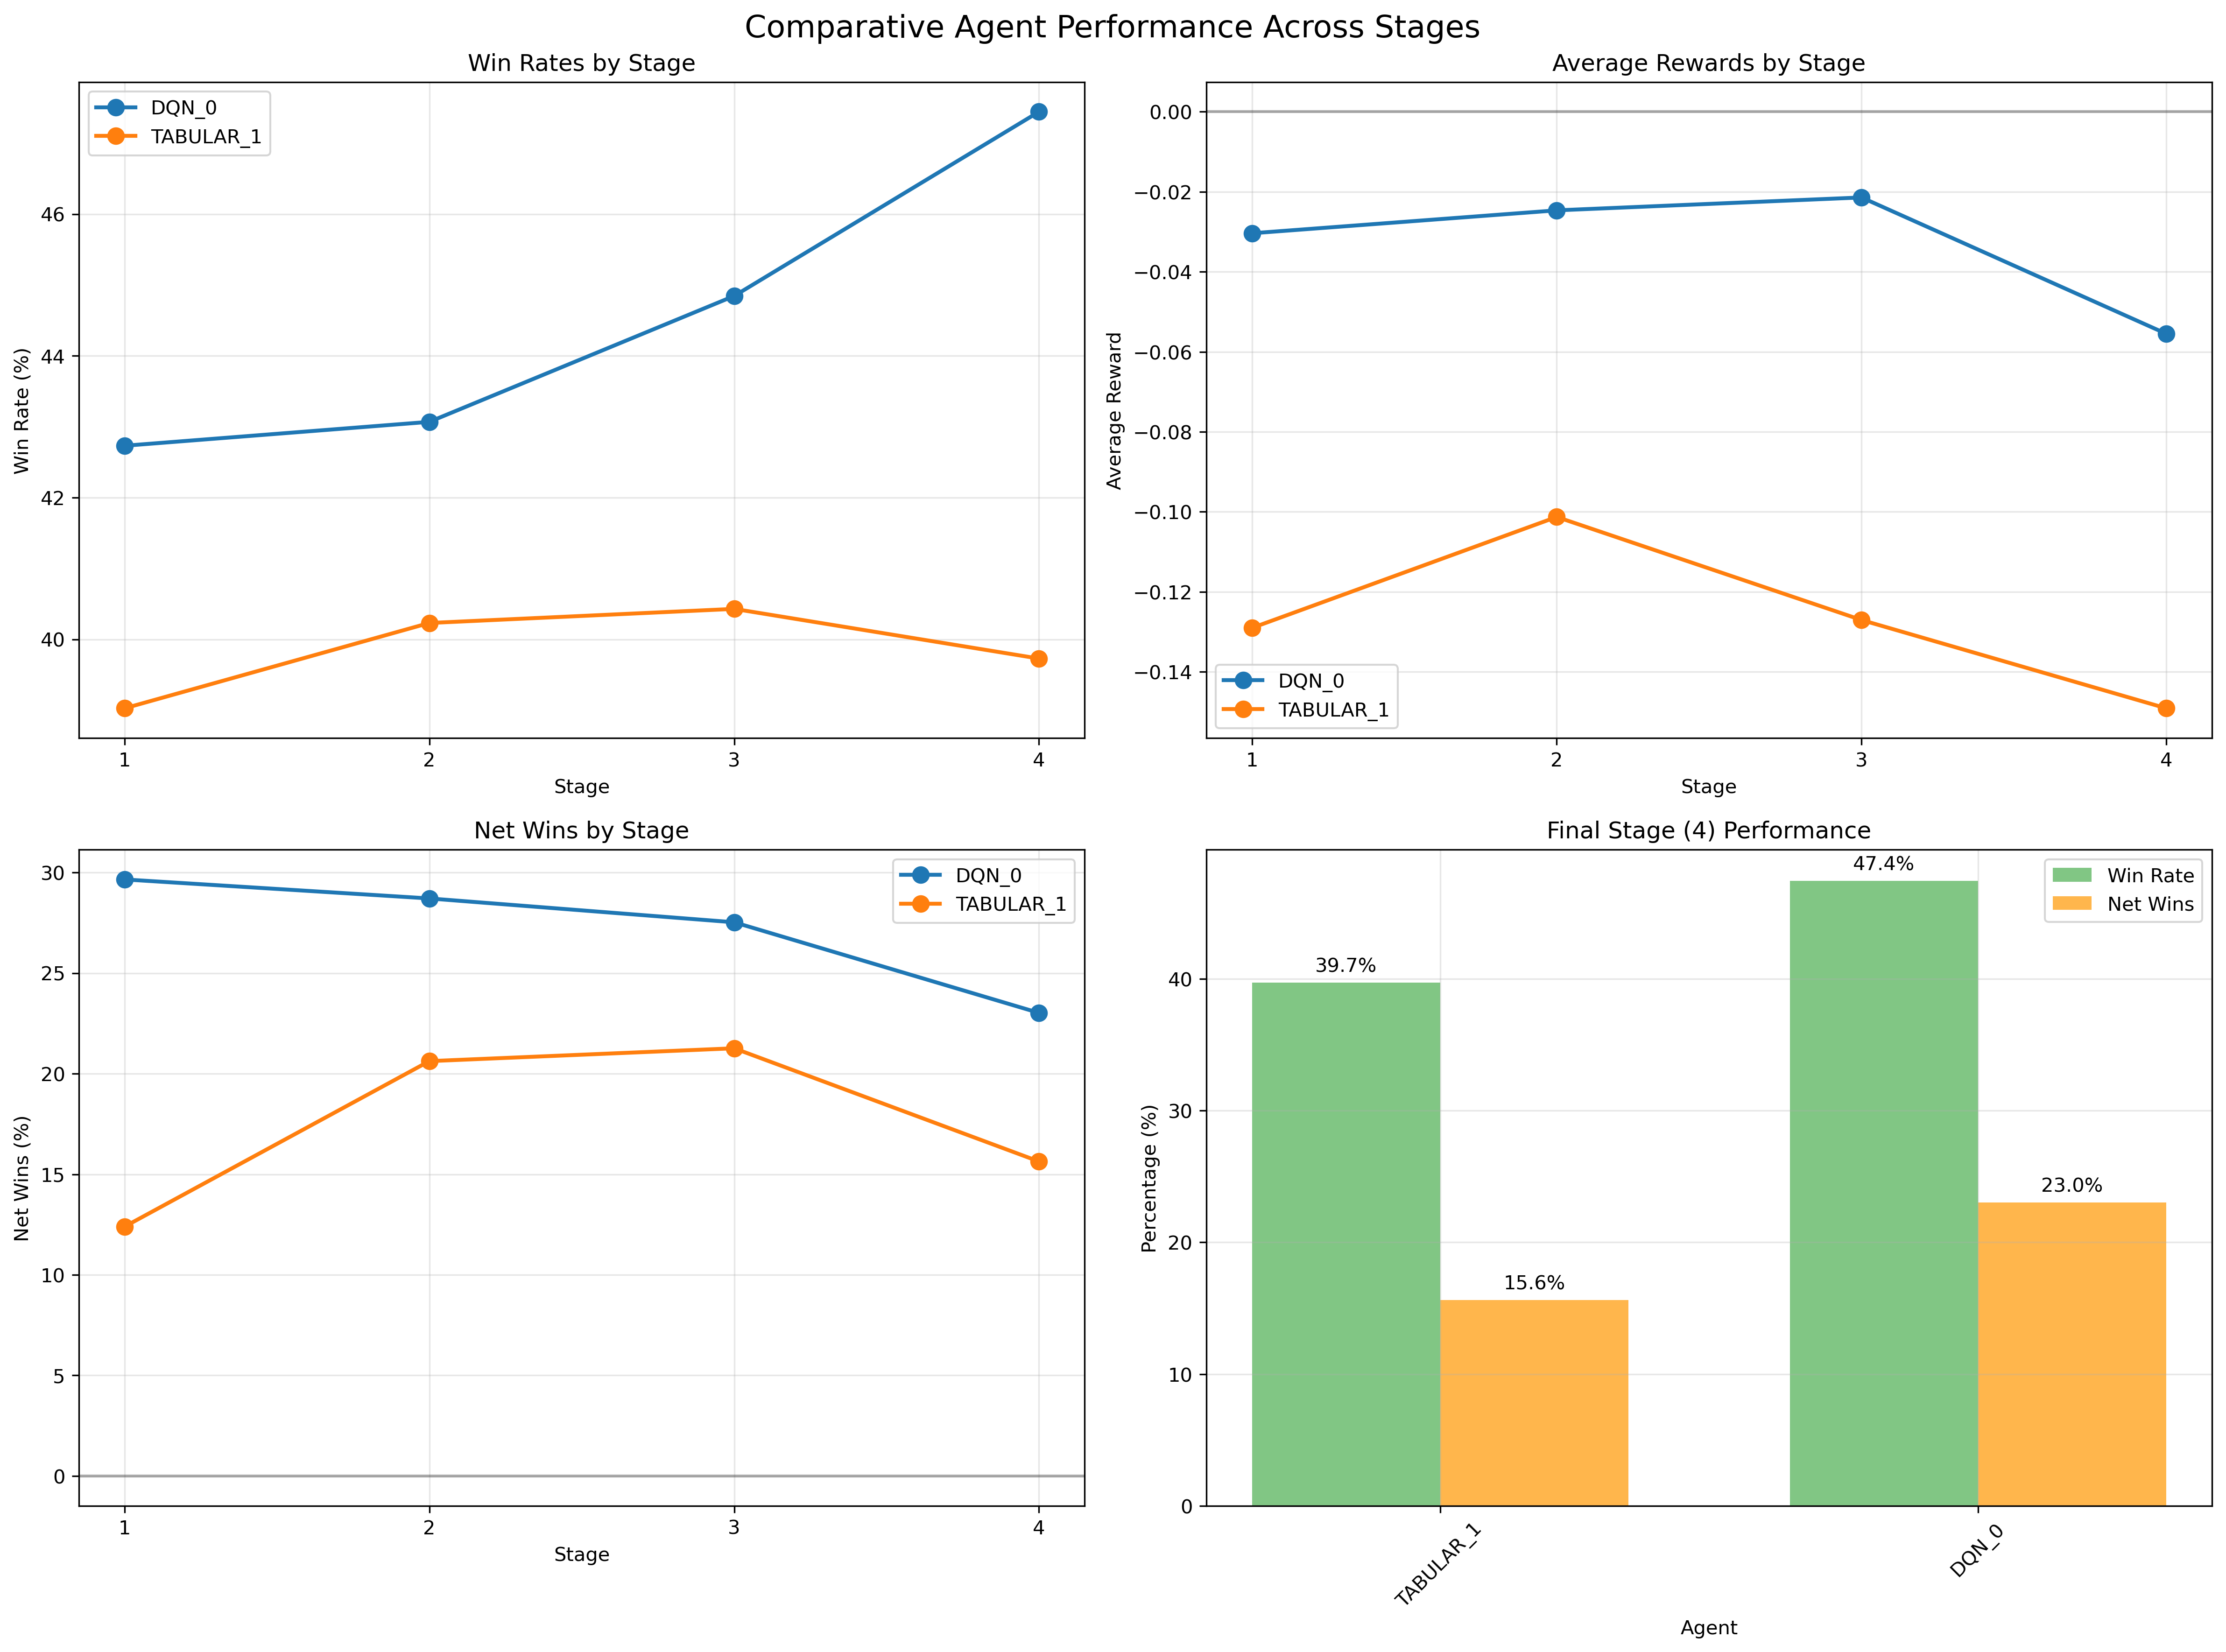 Comparative Agent Performance Across Stages
Win Rates by Stage
DQN_0
TABULAR_1
46
44
42
40
Win Rate (%)
1 2 3 4
Stage
Average Rewards by Stage
0.00
−0.02
−0.04
−0.06
−0.08
−0.10
−0.12
−0.14
Average Reward
DQN_0
TABULAR_1
1 2 3 4
Stage
Net Wins by Stage
DQN_0
TABULAR_1
30
25
20
15
10
5
0
Net Wins (%)
1 2 3 4
Stage
Final Stage (4) Performance
Win Rate
Net Wins
47.4%
39.7%
23.0%
15.6%
40
30
20
10
0
Percentage (%)
TABULAR_1
DQN_0
Agent